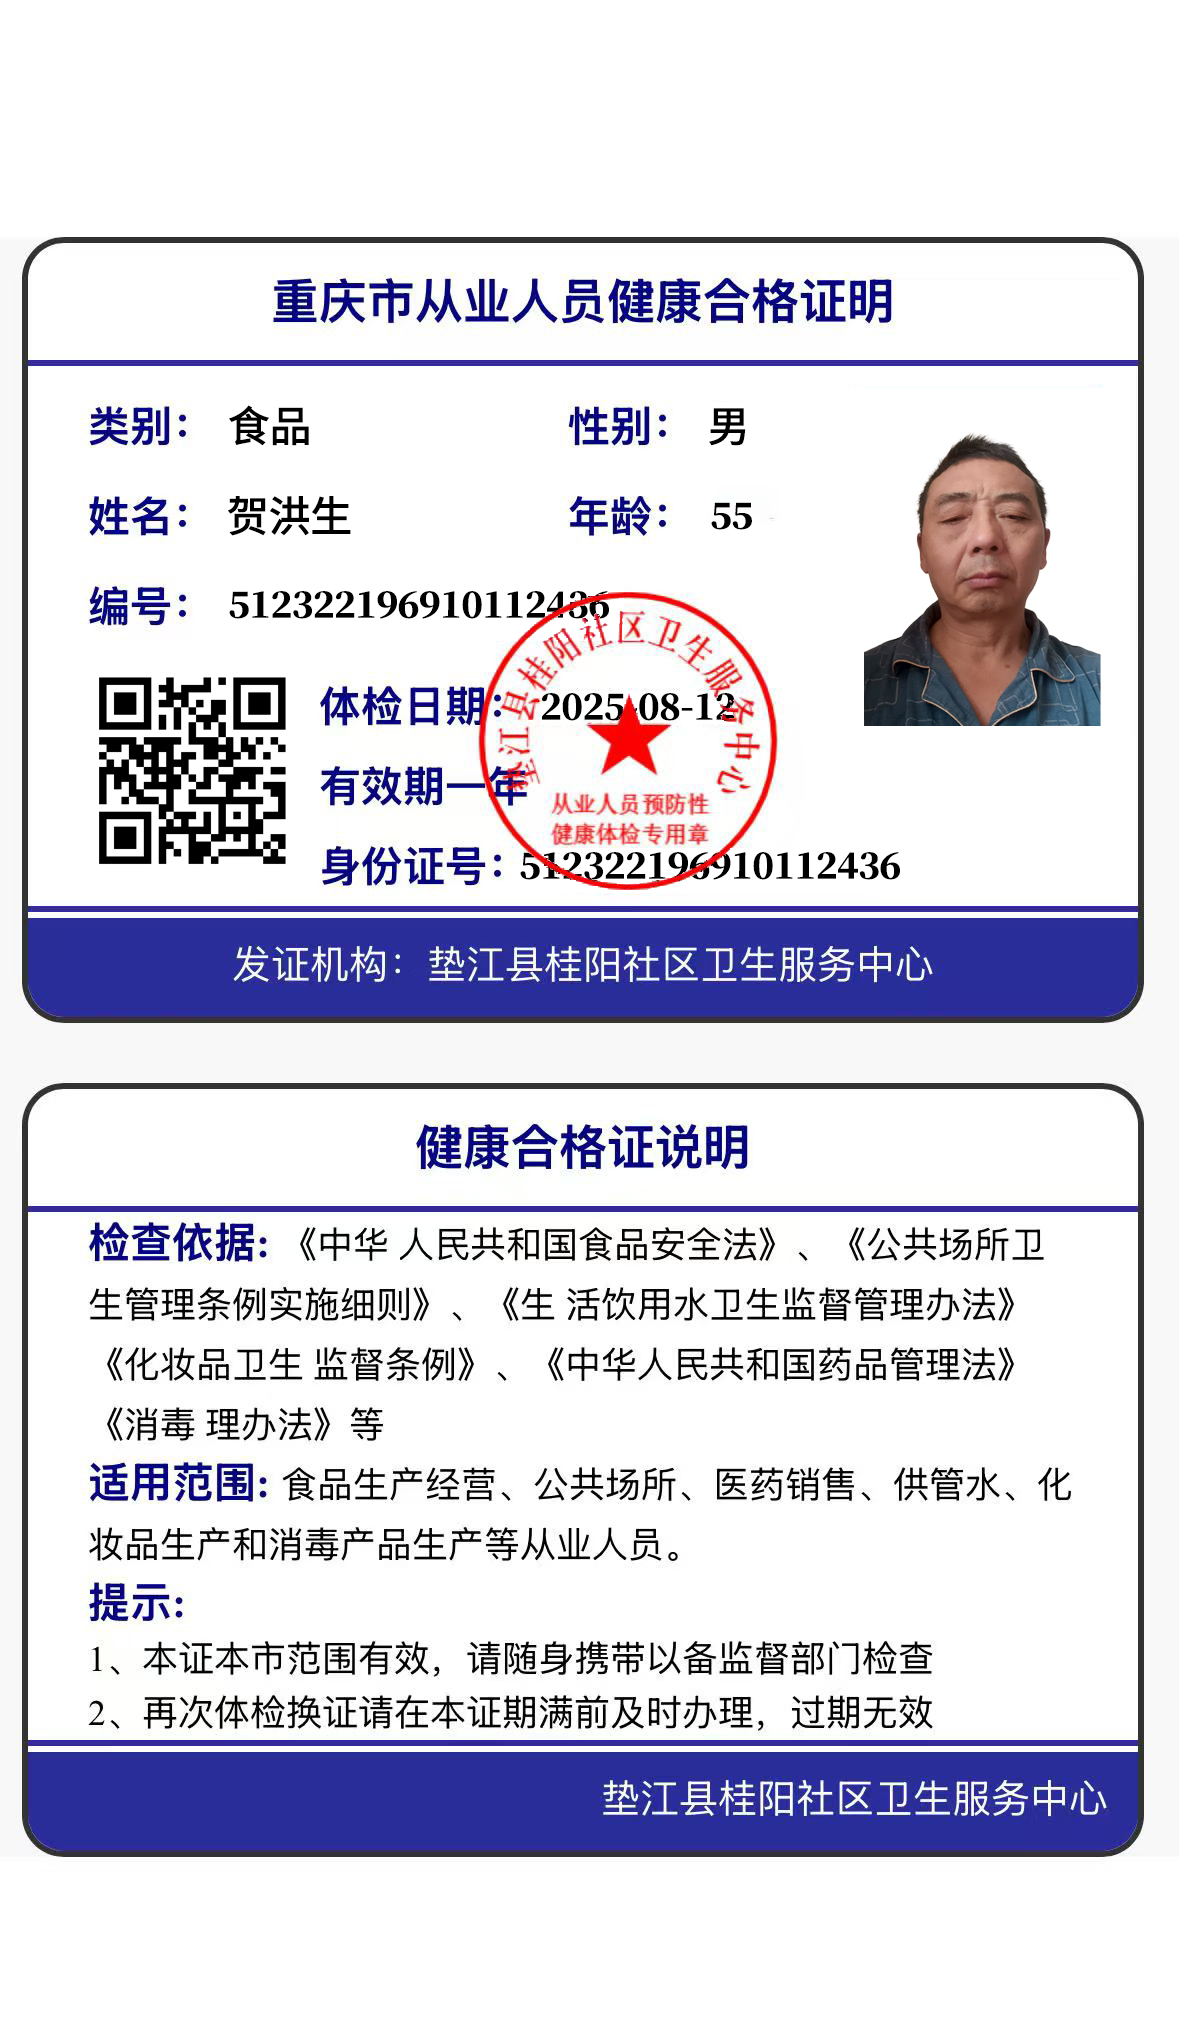 重庆市从业人员健康合格证明
类别： 食品
性别： 男
姓名： 贺洪生
年龄： 55
编号： 512322196910112436
体检日期： 2025-08-12
有效期一年
身份证号：512322196910112436
垫江县桂阳社区卫生服务中心
从业人员预防性
健康体检专用章
发证机构：垫江县桂阳社区卫生服务中心
健康合格证说明
检查依据:《中华 人民共和国食品安全法》、《公共场所卫
生管理条例实施细则》、《生 活饮用水卫生监督管理办法》
《化妆品卫生 监督条例》、《中华人民共和国药品管理法》
《消毒 理办法》等
适用范围: 食品生产经营、公共场所、医药销售、供管水、化
妆品生产和消毒产品生产等从业人员。
提示:
1、本证本市范围有效，请随身携带以备监督部门检查
2、再次体检换证请在本证期满前及时办理，过期无效
垫江县桂阳社区卫生服务中心